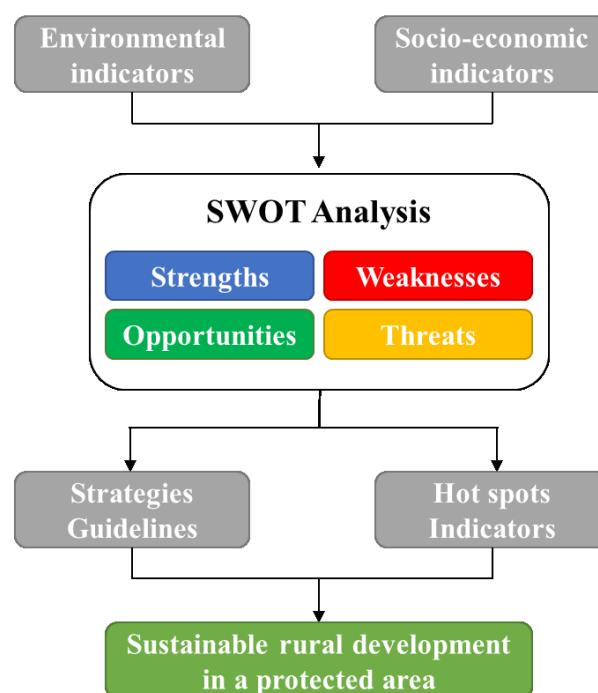 Environmental
indicators
Socio-economic
indicators
SWOT Analysis
Strengths
Weaknesses
Opportunities
Threats
Strategies
Guidelines
Hot spots
Indicators
Sustainable rural development
in a protected area